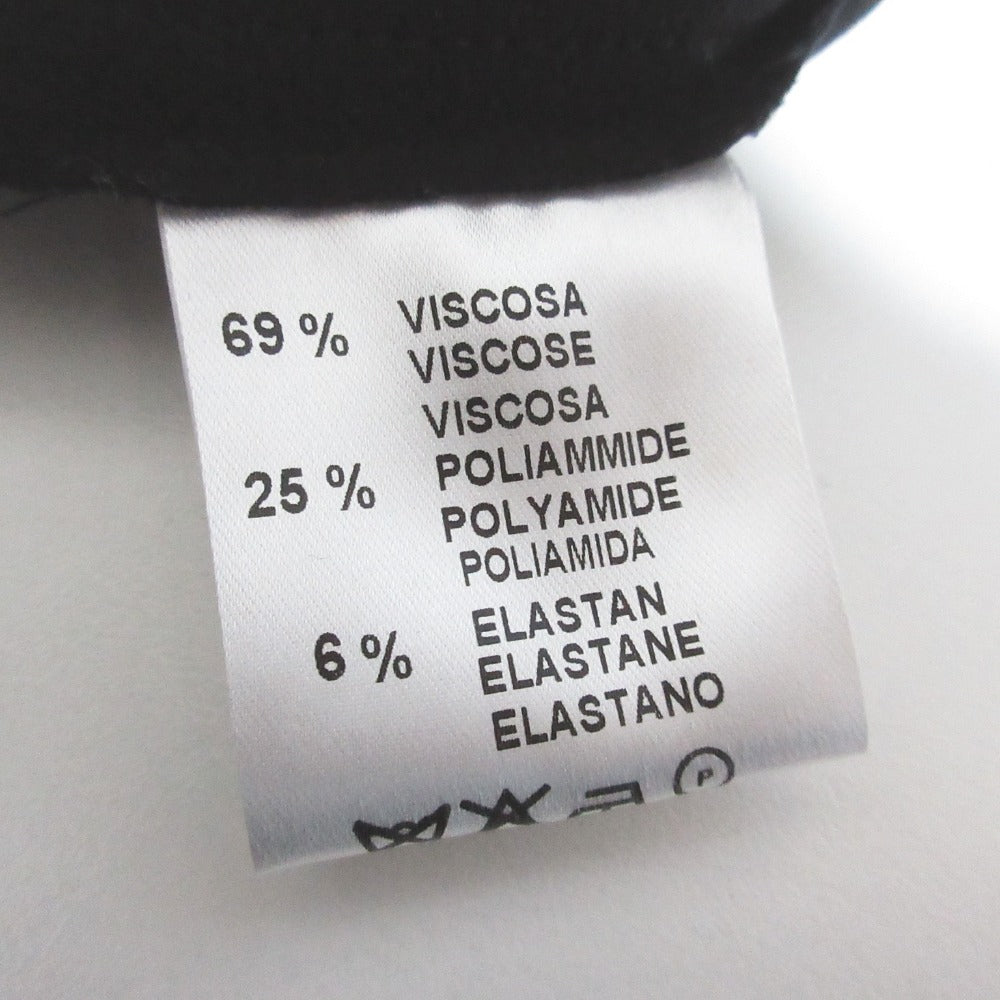 69 % VISCOSA
VISCOSE
VISCOSA
25 % POLIAMMIDE
POLYAMIDE
POLIAMIDA
6 % ELASTAN
ELASTANE
ELASTANO
P